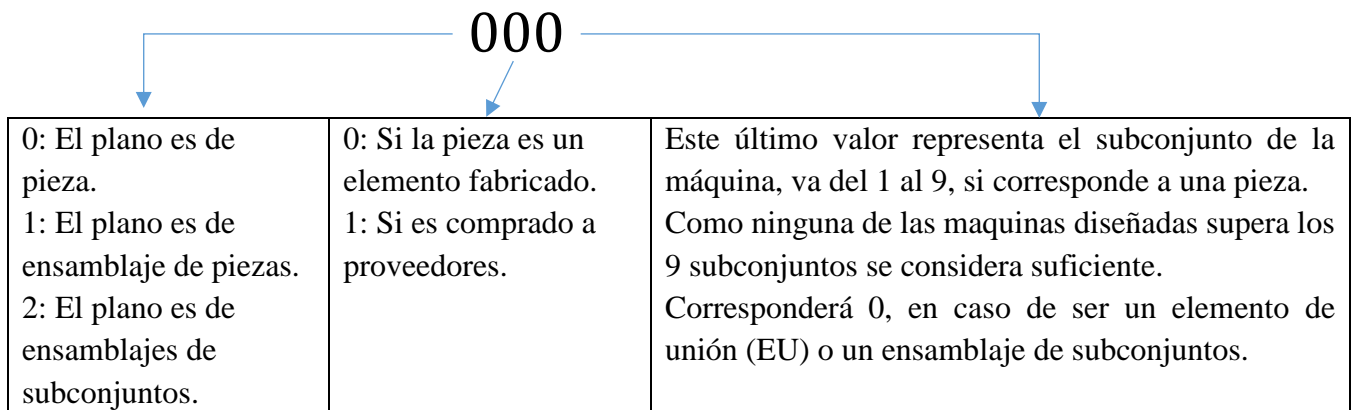 000
0: El plano es de
pieza.
1: El plano es de
ensamblaje de piezas.
2: El plano es de
ensamblajes de
subconjuntos.
0: Si la pieza es un
elemento fabricado.
1: Si es comprado a
proveedores.
Este último valor representa el subconjunto de la
máquina, va del 1 al 9, si corresponde a una pieza.
Como ninguna de las maquinas diseñadas supera los
9 subconjuntos se considera suficiente.
Corresponderá 0, en caso de ser un elemento de
unión (EU) o un ensamblaje de subconjuntos.